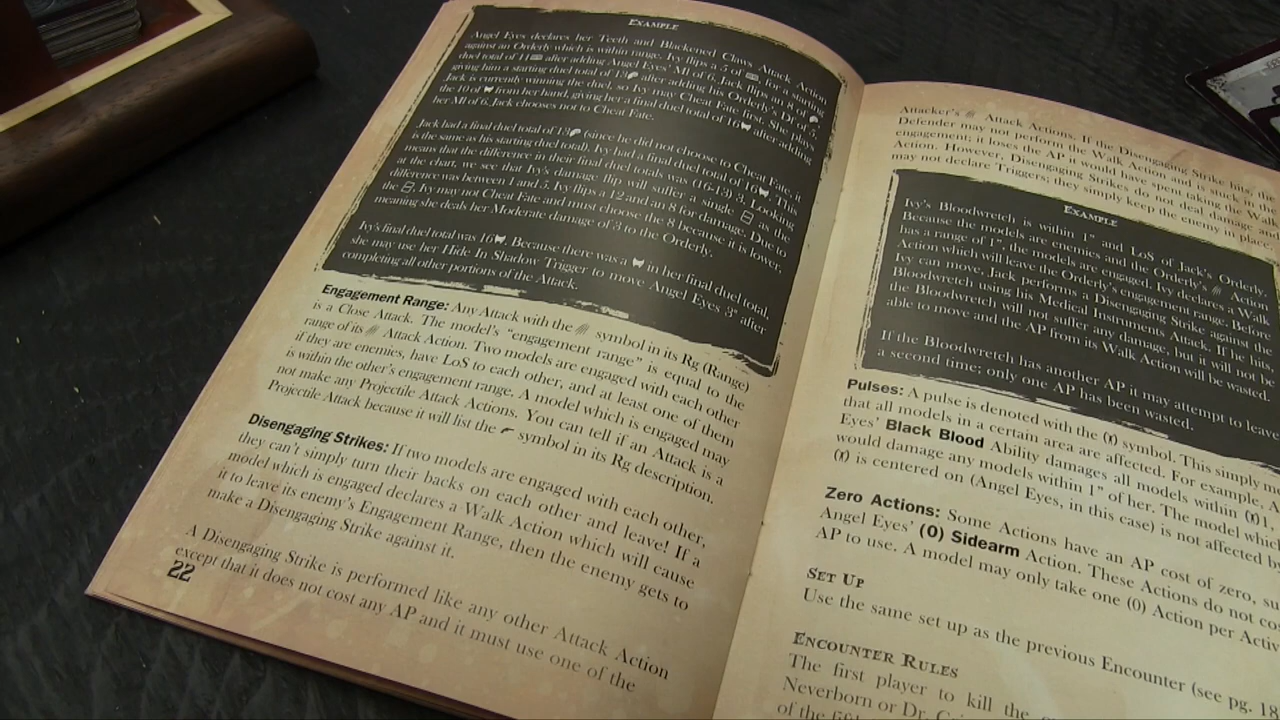 EXAMPLE
Angel Eyes declares her Teeth and Blackened Claws Attack Action
against an Orderly which is within range. Ivy flips a 5 of , for a starting
duel total of 11 after adding Angel Eyes' Ml of 6. Jack flips an 8 of ,
giving him a starting duel total of 13 after adding his Orderly's Df of 5.
Jack is currently winning the duel, so Ivy may Cheat Fate first. She plays
the 10 of from her hand, giving her a final duel total of 16 after adding
her Ml of 6. Jack chooses not to Cheat Fate.
Jack had a final duel total of 13 (since he did not choose to Cheat Fate, it
is the same as his starting duel total). Ivy had a final duel total of 16. This
means that the difference in their final duel totals was (16-13) 3. Looking
at the chart, we see that Ivy's damage flip will suffer a single as the
difference was between 1 and 5. Ivy flips a 12 and an 8 for damage. Due to
the , Ivy may not Cheat Fate and must choose the 8 because it is lower,
meaning she deals her Moderate damage of 3 to the Orderly.
Ivy's final duel total was 16. Because there was a in her final duel total,
she may use her Hide In Shadow Trigger to move Angel Eyes 3" after
completing all other portions of the Attack.
Engagement Range: Any Attack with the symbol in its Rg (Range)
is a Close Attack. The model's "engagement range" is equal to the
range of its Attack Action. Two models are engaged with each other
if they are enemies, have LoS to each other, and at least one of them
is within the other's engagement range. A model which is engaged may
not make any Projectile Attack Actions. You can tell if an Attack is a
Projectile Attack because it will list the symbol in its Rg description.
Disengaging Strikes: If two models are engaged with each other,
they can't simply turn their backs on each other and leave! If a
model which is engaged declares a Walk Action which will cause
it to leave its enemy's Engagement Range, then the enemy gets to
make a Disengaging Strike against it.
A Disengaging Strike is performed like any other Attack Action
except that it does not cost any AP and it must use one of the
22
Attacker's Attack Actions. If the Disengaging Strike hits, the
Defender may not perform the Walk Action and is stuck in the
engagement; it loses the AP it would have spent taking the Walk
Action. However, Disengaging Strikes do not deal damage and
may not declare Triggers; they simply keep the enemy in place.
EXAMPLE
Ivy's Bloodwretch is within 1" and LoS of Jack's Orderly.
Because the models are enemies and the Orderly's Action
has a range of 1", the models are engaged. Ivy declares a Walk
Action which will leave the Orderly's engagement range. Before
Ivy can move, Jack performs a Disengaging Strike against the
Bloodwretch using his Medical Instruments Attack. If he hits,
the Bloodwretch will not suffer any damage, but it will not be
able to move and the AP from its Walk Action will be wasted.
If the Bloodwretch has another AP it may attempt to leave
a second time; only one AP has been wasted.
Pulses: A pulse is denoted with the symbol. This simply
that all models in a certain area are affected. For example,
Eyes' Black Blood Ability damages all models within 1,
would damage any models within 1" of her. The model which
is centered on (Angel Eyes, in this case) is not affected by
Zero Actions: Some Actions have an AP cost of zero,
Angel Eyes' (0) Sidearm Action. These Actions do not
AP to use. A model may only take one (0) Action per
SET UP
Use the same set up as the previous Encounter (see pg. 18
ENCOUNTER RULES
The first player to kill the
Neverborn or Dr.
of the